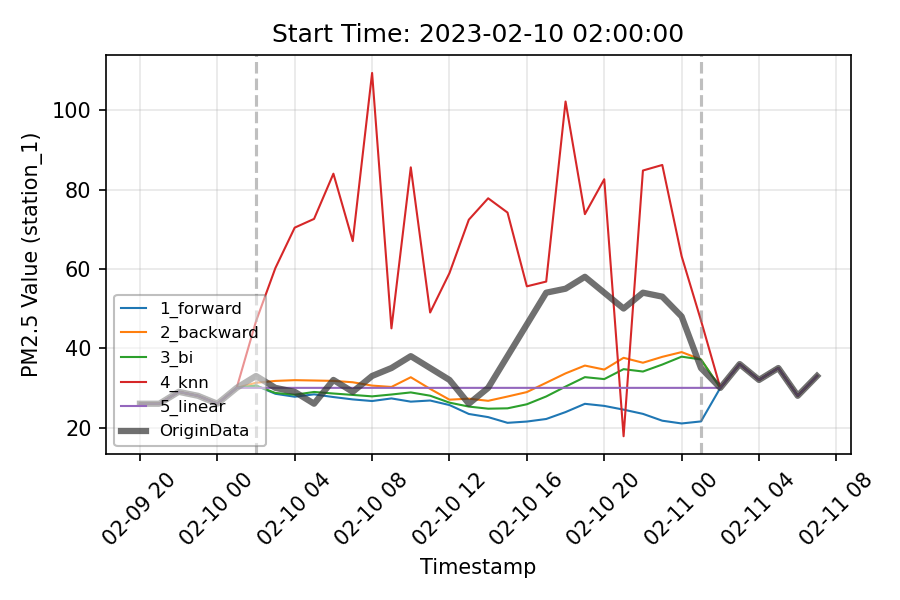 Start Time: 2023-02-10 02:00:00
PM2.5 Value (station_1)
100
80
60
40
20
1_forward
2_backward
3_bi
4_knn
5_linear
OriginData
02-09 20
02-10 00
02-10 04
02-10 08
02-10 12
02-10 16
02-10 20
02-11 00
02-11 04
02-11 08
Timestamp